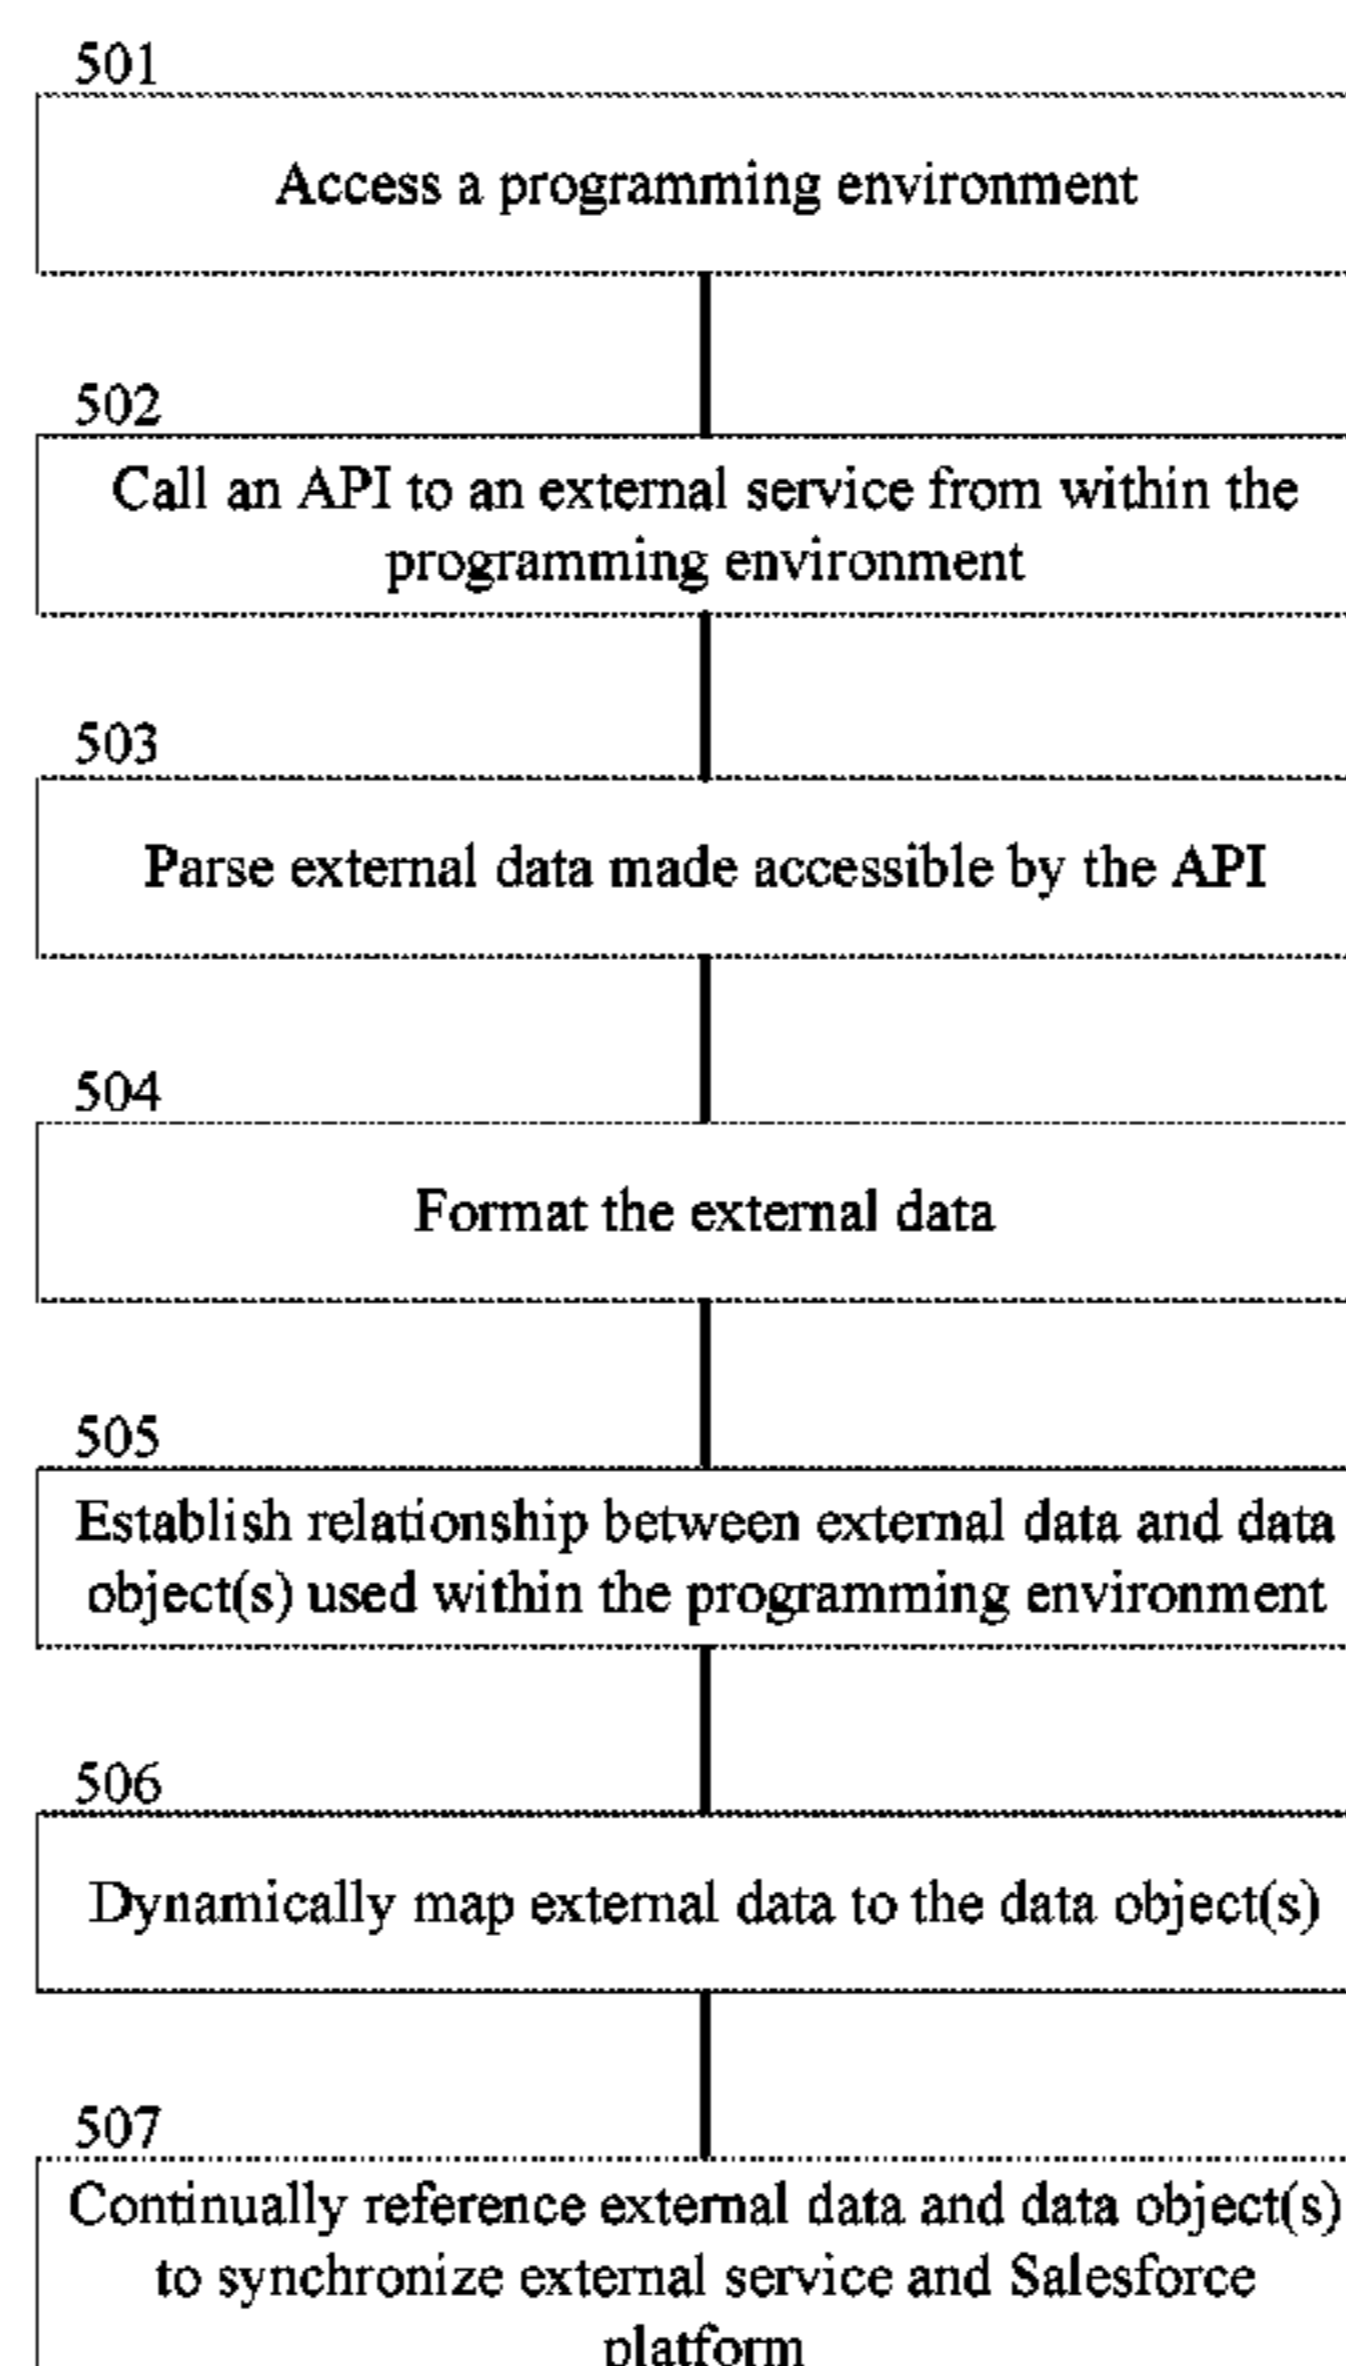 501
Access a programming environment
502
Call an API to an external service from within the
programming environment
503
Parse external data made accessible by the API
504
Format the external data
505
Establish relationship between external data and data
object(s) used within the programming environment
506
Dynamically map external data to the data object(s)
507
Continually reference external data and data object(s)
to synchronize external service and Salesforce
platform